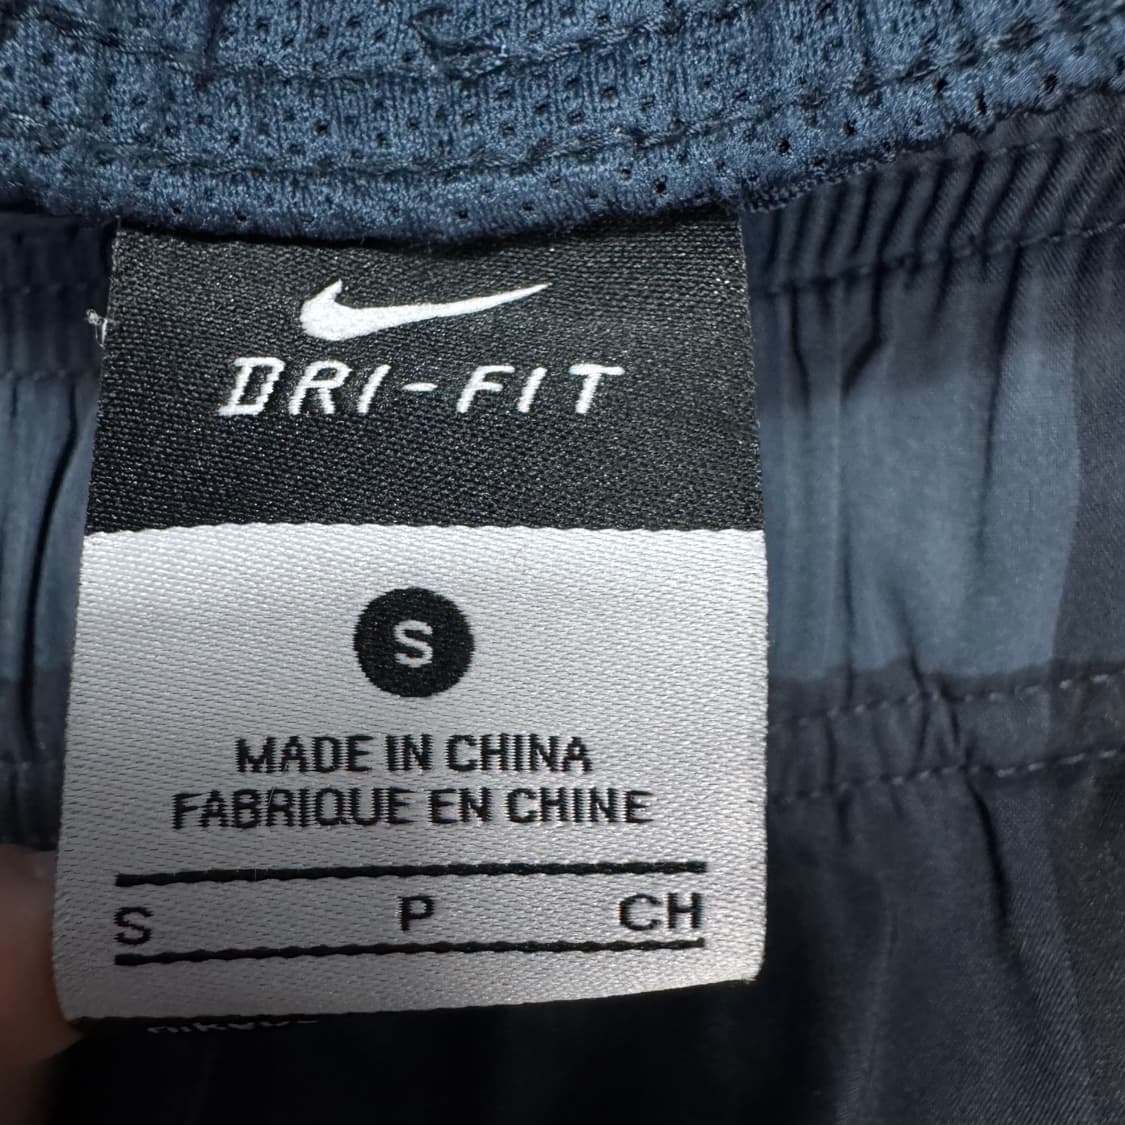 DRI-FIT
S
MADE IN CHINA
FABRIQUE EN CHINE
S P CH